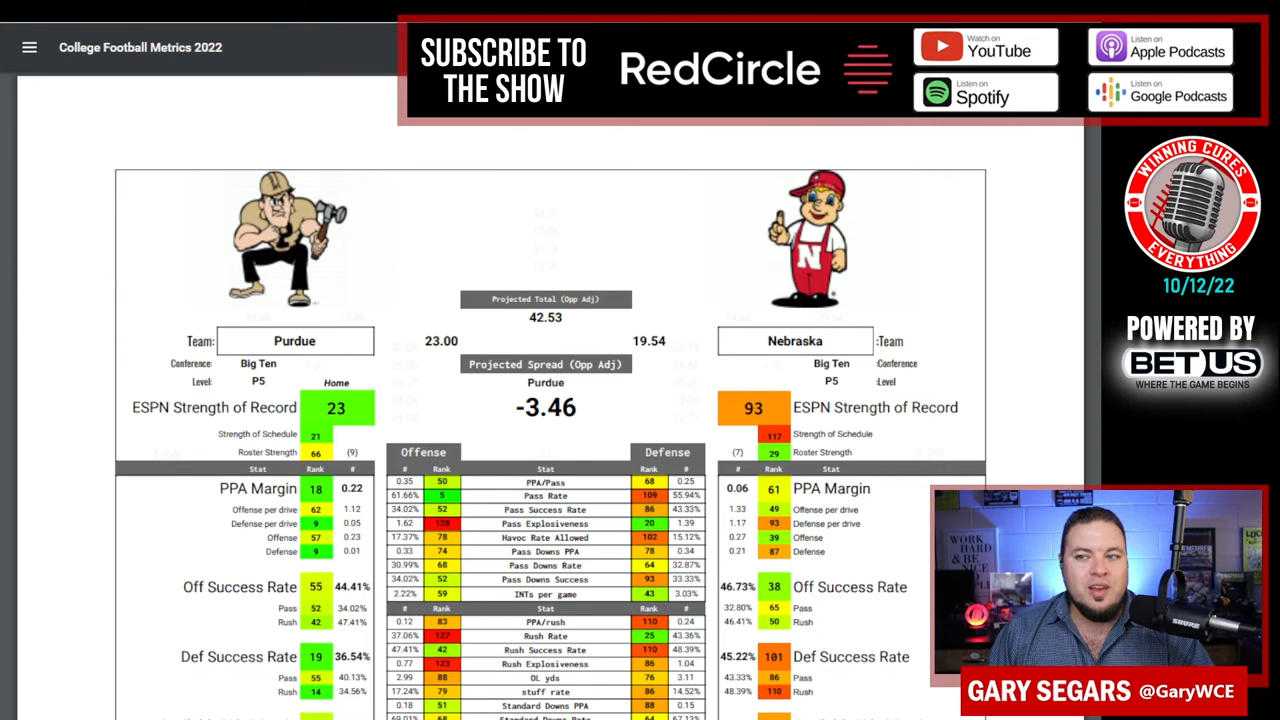 College Football Metrics 2022
SUBSCRIBE TO
THE SHOW
RedCircle
Watch on
YouTube
Listen on
Spotify
Listen on
Apple Podcasts
Listen on
Google Podcasts
WINNING CURES
EVERYTHING
10/12/22
POWERED BY
BETUS
WHERE THE GAME BEGINS
N
Projected Total (Opp Adj)
42.53
Team: Purdue 23.00 19.54 Nebraska :Team
Projected Spread (Opp Adj)
Conference: Big Ten Big Ten :Conference
Level: P5 Home Purdue P5 :Level
ESPN Strength of Record 23 -3.46 93 ESPN Strength of Record
Strength of Schedule 21 117 Strength of Schedule
Roster Strength 66 (9) Offense Defense (7) 29 Roster Strength
Stat Rank # # Rank Stat Rank # # Rank Stat
PPA Margin 18 0.22 0.06 61 PPA Margin
Offense per drive 62 1.12 1.33 49 Offense per drive
Defense per drive 9 0.05 1.17 93 Defense per drive
Offense 57 0.23 0.27 39 Offense
Defense 9 0.01 0.21 87 Defense
Off Success Rate 55 44.41% 46.73% 38 Off Success Rate
Pass 52 34.02% 32.80% 65 Pass
Rush 42 47.41% 46.41% 50 Rush
Def Success Rate 19 36.54% 45.22% 101 Def Success Rate
Pass 55 40.13% 43.33% 86 Pass
Rush 14 34.56% 48.39% 110 Rush
0.35 50 PPA/Pass 68 0.25
61.66% 5 Pass Rate 109 55.94%
34.02% 52 Pass Success Rate 86 43.33%
1.62 128 Pass Explosiveness 20 1.39
17.37% 78 Havoc Rate Allowed 102 15.12%
0.33 74 Pass Downs PPA 78 0.34
30.99% 68 Pass Downs Rate 64 32.87%
34.02% 52 Pass Downs Success 93 33.33%
2.22% 59 INTs per game 43 3.03%
# Rank Stat Rank #
0.12 83 PPA/rush 110 0.24
37.06% 127 Rush Rate 25 43.36%
47.41% 42 Rush Success Rate 110 48.39%
0.77 123 Rush Explosiveness 86 1.04
2.99 88 OL yds 76 3.11
17.24% 79 stuff rate 86 14.52%
0.18 51 Standard Downs PPA 88 0.15
69.01% 68 Standard Downs Rate 64 67.13%
WORK
HARD
& BE
NICE
SHURE
GARY SEGARS @GaryWCE